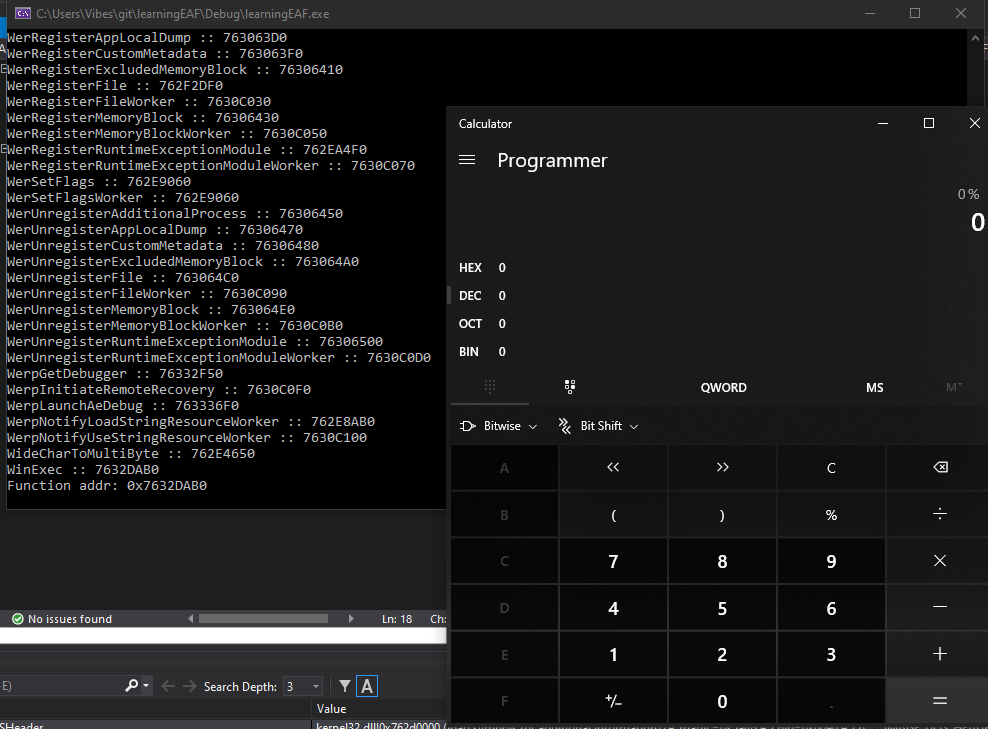 C:\Users\Vibes\git\learningEAF\Debug\learningEAF.exe
WerRegisterAppLocalDump :: 763063D0
WerRegisterCustomMetadata :: 763063F0
WerRegisterExcludedMemoryBlock :: 76306410
WerRegisterFile :: 762F2DF0
WerRegisterFileWorker :: 7630C030
WerRegisterMemoryBlock :: 76306430
WerRegisterMemoryBlockWorker :: 7630C050
WerRegisterRuntimeExceptionModule :: 762EA4F0
WerRegisterRuntimeExceptionModuleWorker :: 7630C070
WerSetFlags :: 762E9060
WerSetFlagsWorker :: 762E9060
WerUnregisterAdditionalProcess :: 76306450
WerUnregisterAppLocalDump :: 76306470
WerUnregisterCustomMetadata :: 76306480
WerUnregisterExcludedMemoryBlock :: 763064A0
WerUnregisterFile :: 763064C0
WerUnregisterFileWorker :: 7630C090
WerUnregisterMemoryBlock :: 763064E0
WerUnregisterMemoryBlockWorker :: 7630C0B0
WerUnregisterRuntimeExceptionModule :: 76306500
WerUnregisterRuntimeExceptionModuleWorker :: 7630C0D0
WerpGetDebugger :: 76332F50
WerpInitiateRemoteRecovery :: 7630C0F0
WerpLaunchAeDebug :: 763336F0
WerpNotifyLoadStringResourceWorker :: 762E8AB0
WerpNotifyUseStringResourceWorker :: 7630C100
WideCharToMultiByte :: 762E4650
WinExec :: 7632DAB0
Function addr: 0x7632DAB0
Calculator
Programmer
0 %
0
HEX 0
DEC 0
OCT 0
BIN 0
QWORD MS M˅
Bitwise Bit Shift
A << >> C
B ( ) % ÷
C 7 8 9 ×
D 4 5 6 −
E 1 2 3 +
F +/− 0 . =
No issues found Ln: 18 Ch:
E) Search Depth: 3 A
Value
SHeader